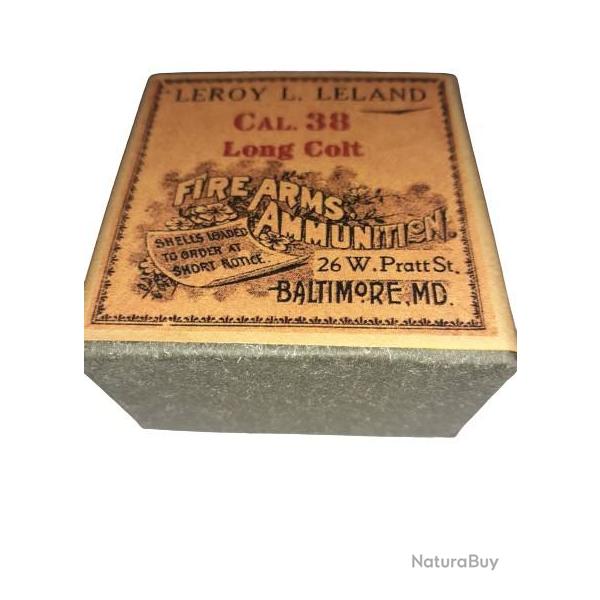 LEROY L. LELAND
CAL. 38
Long Colt
FIRE ARMS
AMMUNITION.
SHELLS LOADED
TO ORDER AT
SHORT NOTICE.
26 W. Pratt St.
BALTIMORE, MD.
NaturaBuy